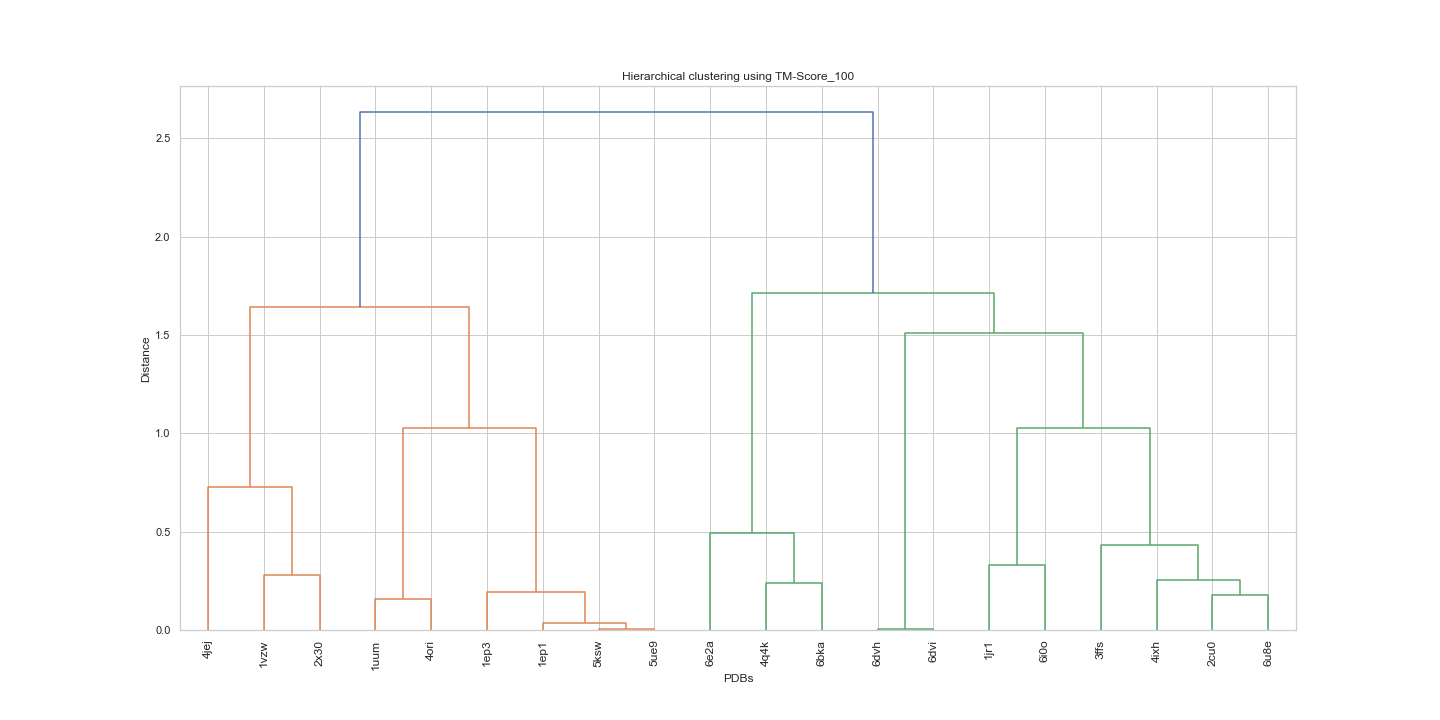 Hierarchical clustering using TM-Score_100
2.5
2.0
1.5
1.0
0.5
0.0
Distance
4jej 1vzw 2x30 1uum 4ori 1ep3 1ep1 5ksw 5ue9 6e2a 4q4k 6bka 6dvh 6dvi 1jr1 6i0o 3ffs 4ixh 2cu0 6u8e
PDBs